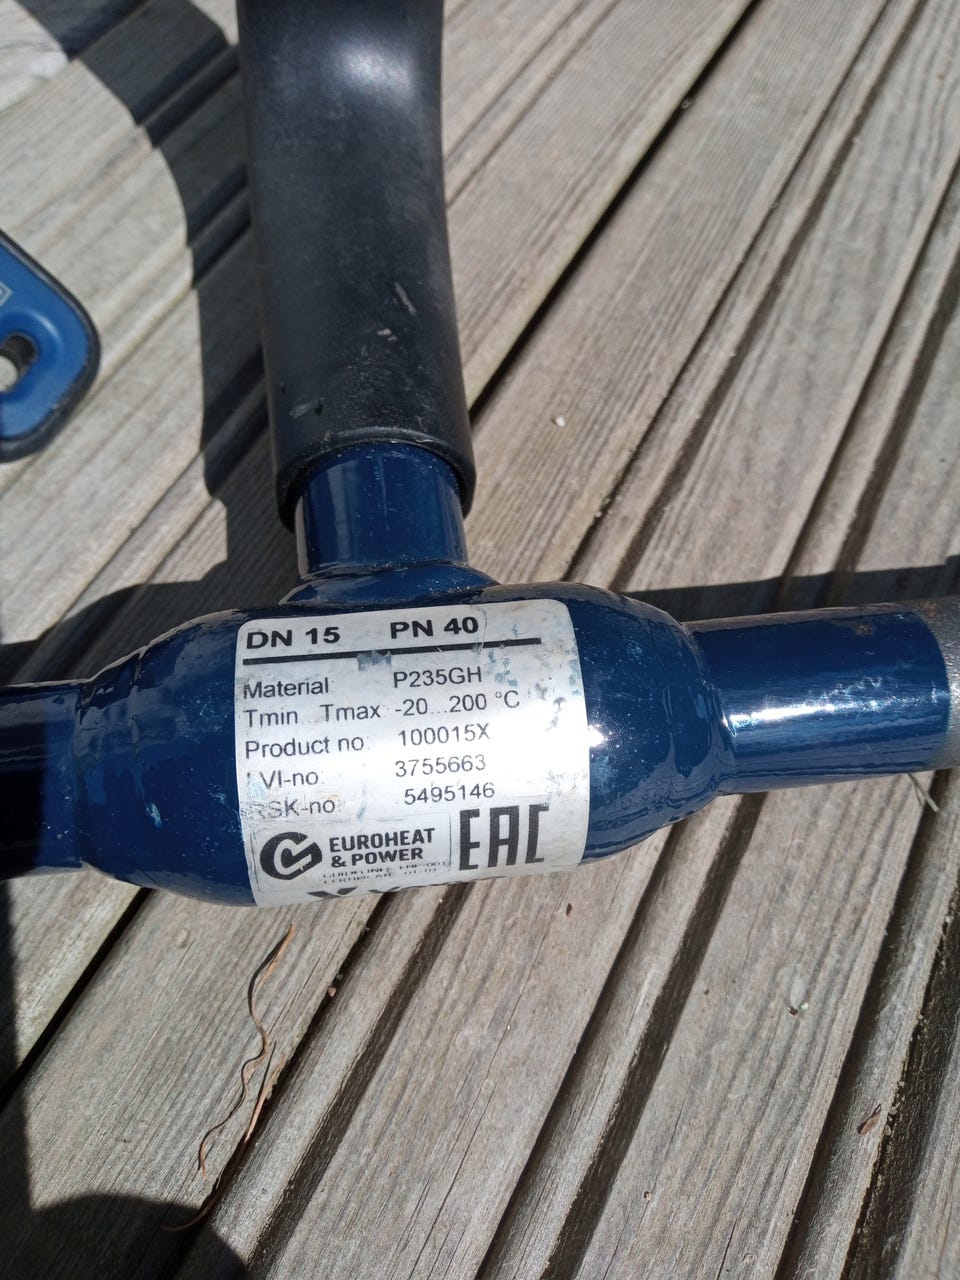 DN 15 PN 40
Material P235GH
Tmin...Tmax -20...200 °C
Product no: 100015X
LVI-no: 3755663
RSK-no: 5495146
EUROHEAT
& POWER
EAC